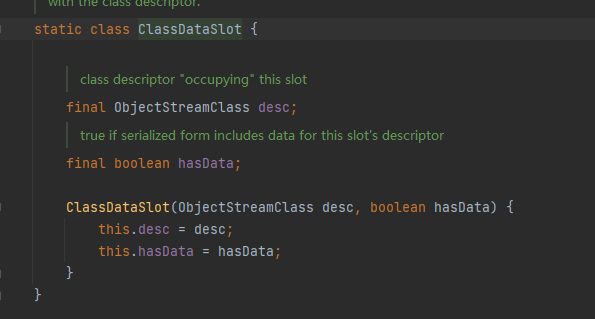 with the class descriptor.
static class ClassDataSlot {
class descriptor "occupying" this slot
final ObjectStreamClass desc;
true if serialized form includes data for this slot's descriptor
final boolean hasData;
ClassDataSlot(ObjectStreamClass desc, boolean hasData) {
this.desc = desc;
this.hasData = hasData;
}
}